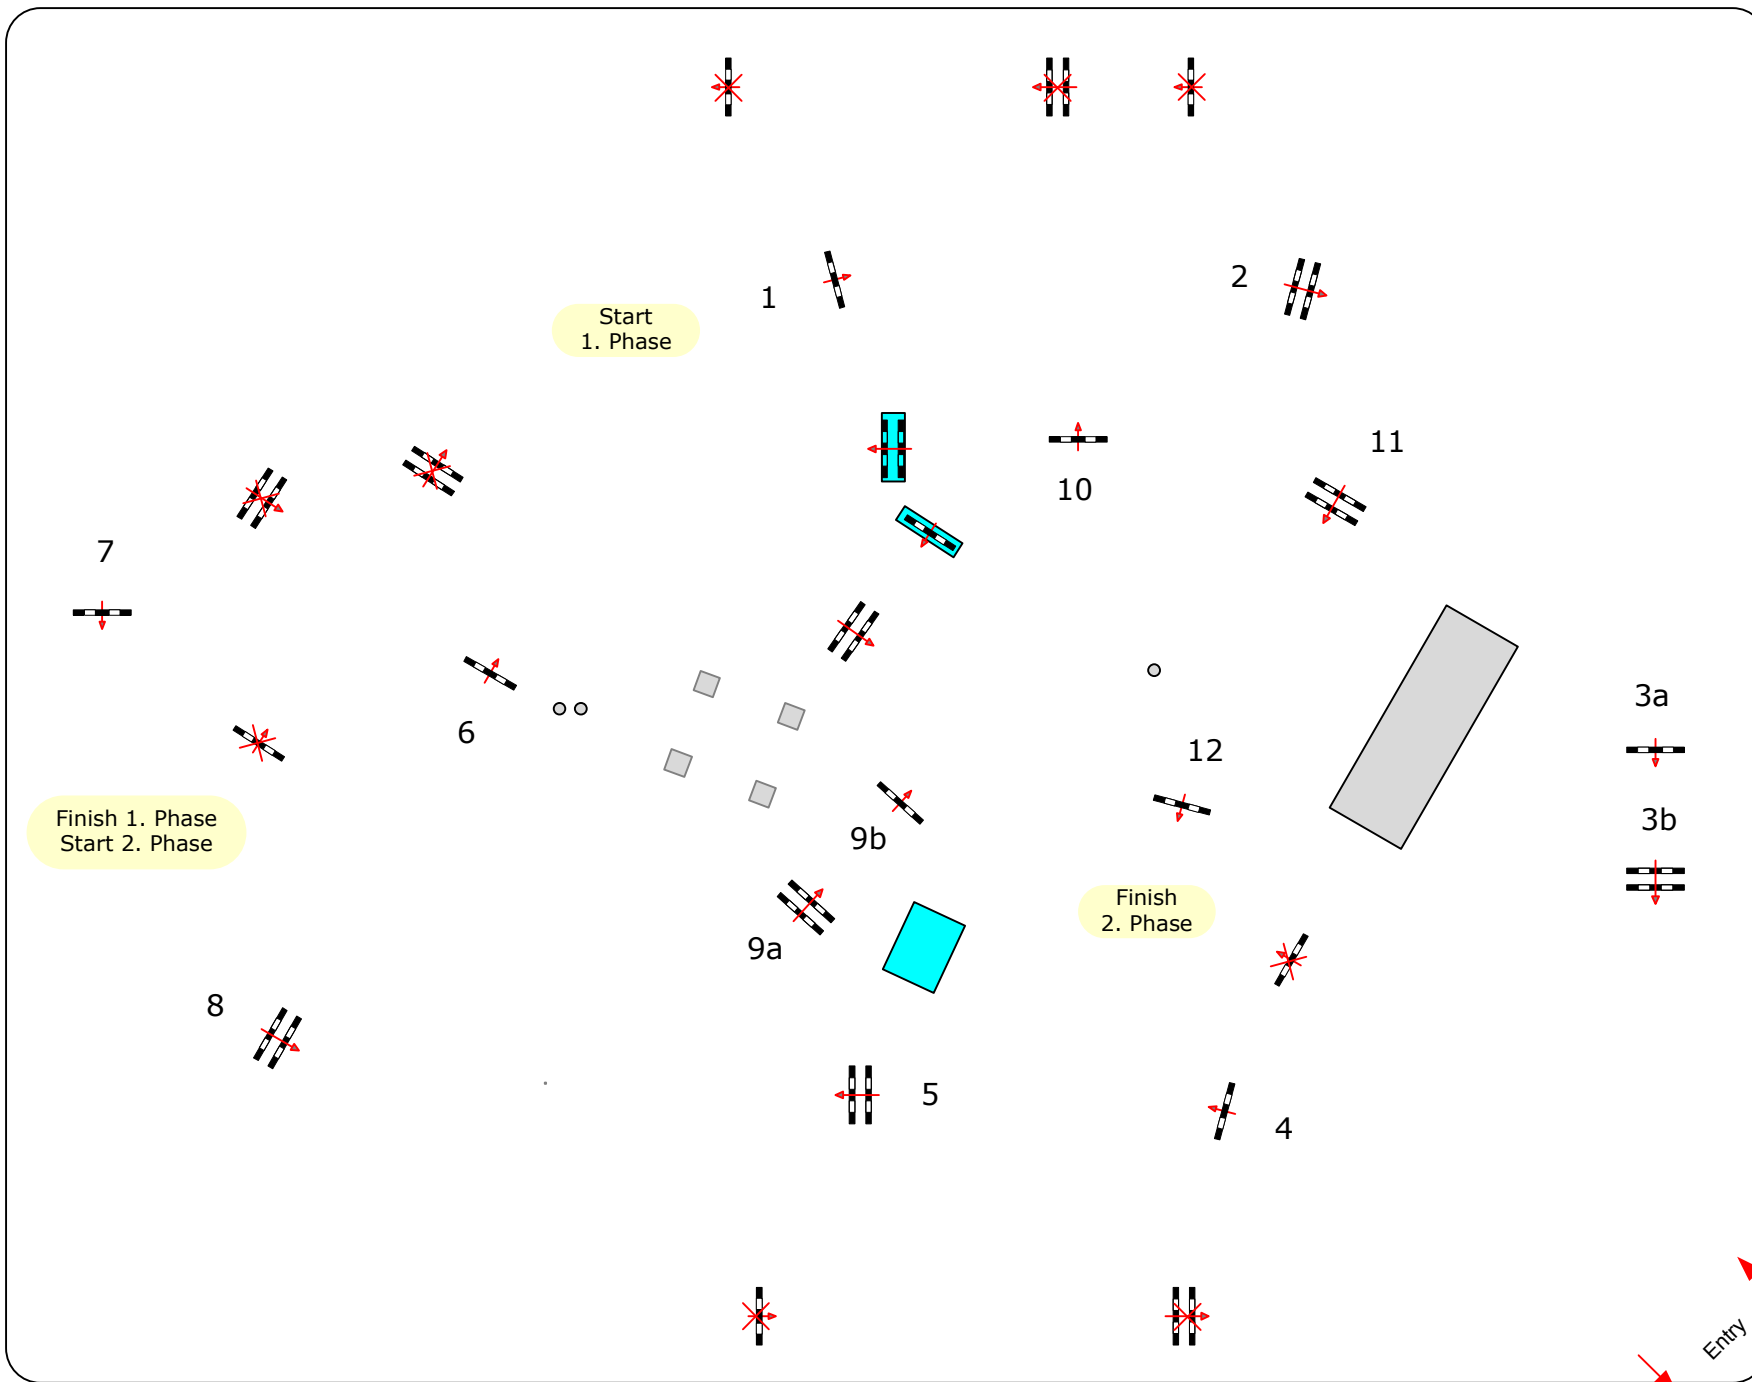 1
2
Start
1. Phase
11
10
7
3a
6
12
3b
Finish 1. Phase
Start 2. Phase
9b
Finish
2. Phase
9a
8
5
4
Entry